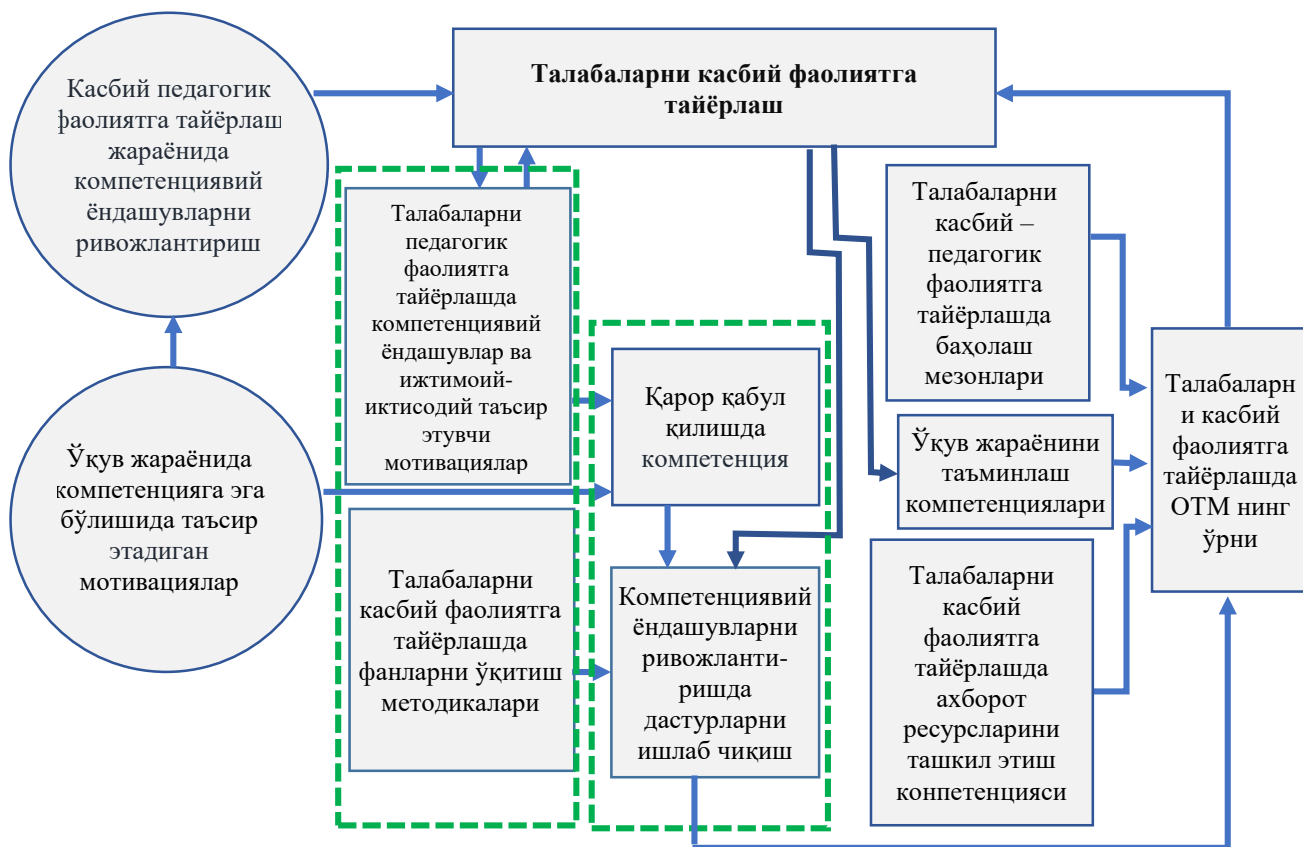 Талабаларни касбий фаолиятга
тайёрлаш
Касбий педагогик
фаолиятга тайёрлаш
жараёнида
компетенциявий
ёндашувларни
ривожлантириш
Талабаларни
педагогик
фаолиятга
тайёрлашда
компетенциявий
ёндашувлар ва
ижтимоий-
иктисодий таъсир
этувчи
мотивациялар
Талабаларни
касбий –
педагогик
фаолиятга
тайёрлашда
баҳолаш
мезонлари
Қарор қабул
қилишда
компетенция
Талабаларн
и касбий
фаолиятга
тайёрлашда
ОТМ нинг
ўрни
Ўқув жараёнида
компетенцияга эга
бўлишида таъсир
этадиган
мотивациялар
Ўқув жараёнини
таъминлаш
компетенциялари
Талабаларни
касбий фаолиятга
тайёрлашда
фанларни ўқитиш
методикалари
Компетенциявий
ёндашувларни
ривожланти-
ришда
дастурларни
ишлаб чиқиш
Талабаларни
касбий
фаолиятга
тайёрлашда
ахборот
ресурсларини
ташкил этиш
конпетенцияси